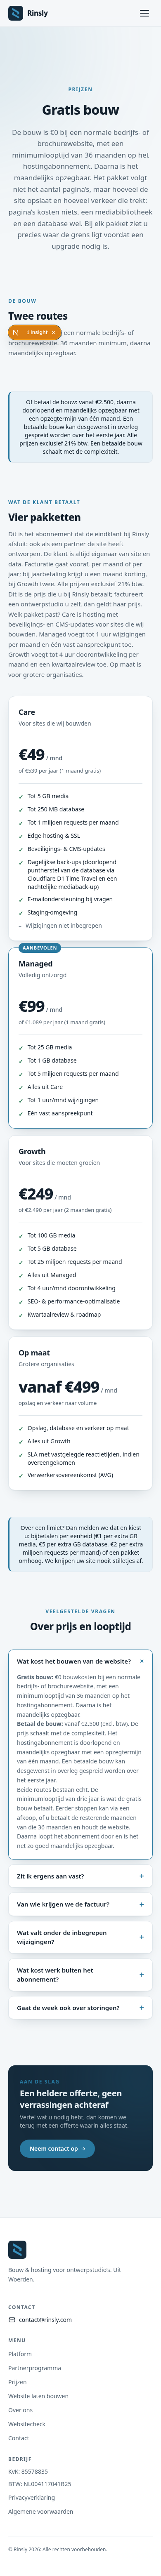 Rinsly
PRIJZEN
Gratis bouw
De bouw is €0 bij een normale bedrijfs- of
brochurewebsite, met een
minimumlooptijd van 36 maanden op het
hostingabonnement. Daarna is het
maandelijks opzegbaar. Het pakket volgt
niet het aantal pagina's, maar hoeveel
opslag, database en verkeer de site trekt:
pagina's kosten niets, een mediabibliotheek
en een database wel. Bij elk pakket ziet u
precies waar de grens ligt voordat een
upgrade nodig is.
DE BOUW
Twee routes
1 Insight
een normale bedrijfs- of
brochurewebsite. 36 maanden minimum, daarna
maandelijks opzegbaar.
Of betaal de bouw: vanaf €2.500, daarna
doorlopend en maandelijks opzegbaar met
een opzegtermijn van één maand. Een
betaalde bouw kan desgewenst in overleg
gespreid worden over het eerste jaar. Alle
prijzen exclusief 21% btw. Een betaalde bouw
schaalt met de complexiteit.
WAT DE KLANT BETAALT
Vier pakketten
Dit is het abonnement dat de eindklant bij Rinsly
afsluit: ook als een partner de site heeft
ontworpen. De klant is altijd eigenaar van site en
data. Facturatie gaat vooraf, per maand of per
jaar; bij jaarbetaling krijgt u een maand korting,
bij Growth twee. Alle prijzen exclusief 21% btw.
Dit is de prijs die u bij Rinsly betaalt; factureert
een ontwerpstudio u zelf, dan geldt haar prijs.
Welk pakket past? Care is hosting met
beveiligings- en CMS-updates voor sites die wij
bouwden. Managed voegt tot 1 uur wijzigingen
per maand en één vast aanspreekpunt toe.
Growth voegt tot 4 uur doorontwikkeling per
maand en een kwartaalreview toe. Op maat is
voor grotere organisaties.
Care
Voor sites die wij bouwden
€49 / mnd
of €539 per jaar (1 maand gratis)
✓ Tot 5 GB media
✓ Tot 250 MB database
✓ Tot 1 miljoen requests per maand
✓ Edge-hosting & SSL
✓ Beveiligings- & CMS-updates
✓ Dagelijkse back-ups (doorlopend
puntherstel van de database via
Cloudflare D1 Time Travel en een
nachtelijke mediaback-up)
✓ E-mailondersteuning bij vragen
✓ Staging-omgeving
– Wijzigingen niet inbegrepen
AANBEVOLEN
Managed
Volledig ontzorgd
€99 / mnd
of €1.089 per jaar (1 maand gratis)
✓ Tot 25 GB media
✓ Tot 1 GB database
✓ Tot 5 miljoen requests per maand
✓ Alles uit Care
✓ Tot 1 uur/mnd wijzigingen
✓ Eén vast aanspreekpunt
Growth
Voor sites die moeten groeien
€249 / mnd
of €2.490 per jaar (2 maanden gratis)
✓ Tot 100 GB media
✓ Tot 5 GB database
✓ Tot 25 miljoen requests per maand
✓ Alles uit Managed
✓ Tot 4 uur/mnd doorontwikkeling
✓ SEO- & performance-optimalisatie
✓ Kwartaalreview & roadmap
Op maat
Grotere organisaties
vanaf €499 / mnd
opslag en verkeer naar volume
✓ Opslag, database en verkeer op maat
✓ Alles uit Growth
✓ SLA met vastgelegde reactietijden, indien
overeengekomen
✓ Verwerkersovereenkomst (AVG)
Over een limiet? Dan melden we dat en kiest
u: bijbetalen per eenheid (€1 per extra GB
media, €5 per extra GB database, €2 per extra
miljoen requests per maand) of een pakket
omhoog. We knijpen uw site nooit stilletjes af.
VEELGESTELDE VRAGEN
Over prijs en looptijd
Wat kost het bouwen van de website?
Gratis bouw: €0 bouwkosten bij een normale
bedrijfs- of brochurewebsite, met een
minimumlooptijd van 36 maanden op het
hostingabonnement. Daarna is het
maandelijks opzegbaar.
Betaal de bouw: vanaf €2.500 (excl. btw). De
prijs schaalt met de complexiteit. Het
hostingabonnement is doorlopend en
maandelijks opzegbaar met een opzegtermijn
van één maand. Een betaalde bouw kan
desgewenst in overleg gespreid worden over
het eerste jaar.
Beide routes bestaan echt. De
minimumlooptijd van drie jaar is wat de gratis
bouw betaalt. Eerder stoppen kan via een
afkoop, of u betaalt de resterende maanden
van die 36 maanden en houdt de website.
Daarna loopt het abonnement door en is het
net zo goed maandelijks opzegbaar.
Zit ik ergens aan vast?
Van wie krijgen we de factuur?
Wat valt onder de inbegrepen
wijzigingen?
Wat kost werk buiten het
abonnement?
Gaat de week ook over storingen?
AAN DE SLAG
Een heldere offerte, geen
verrassingen achteraf
Vertel wat u nodig hebt, dan komen we
terug met een offerte waarin alles staat.
Neem contact op →
Bouw & hosting voor ontwerpstudio's. Uit
Woerden.
CONTACT
contact@rinsly.com
MENU
Platform
Partnerprogramma
Prijzen
Website laten bouwen
Over ons
Websitecheck
Contact
BEDRIJF
KvK: 85578835
BTW: NL004117041B25
Privacyverklaring
Algemene voorwaarden
© Rinsly 2026. Alle rechten voorbehouden.